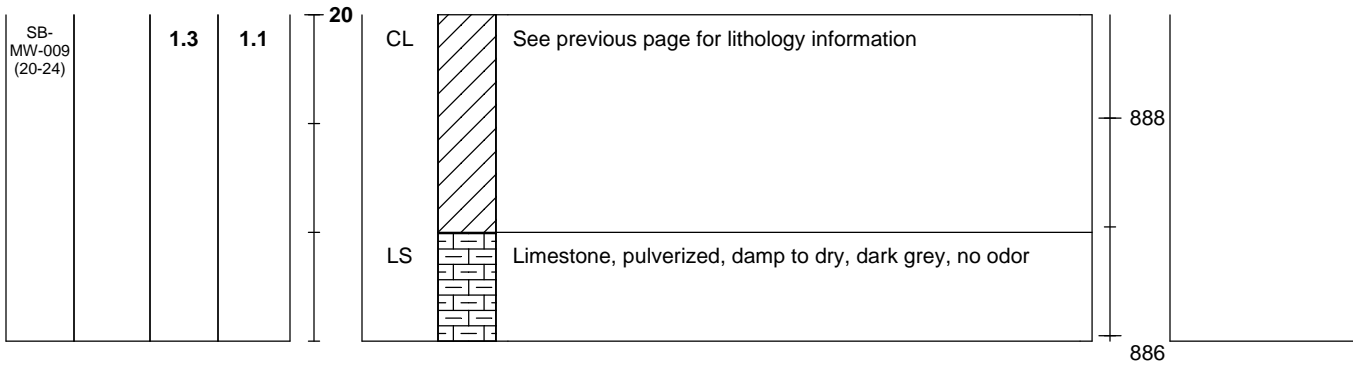 SB-
MW-009
(20-24)
1.3
1.1
20
CL
See previous page for lithology information
888
LS
Limestone, pulverized, damp to dry, dark grey, no odor
886